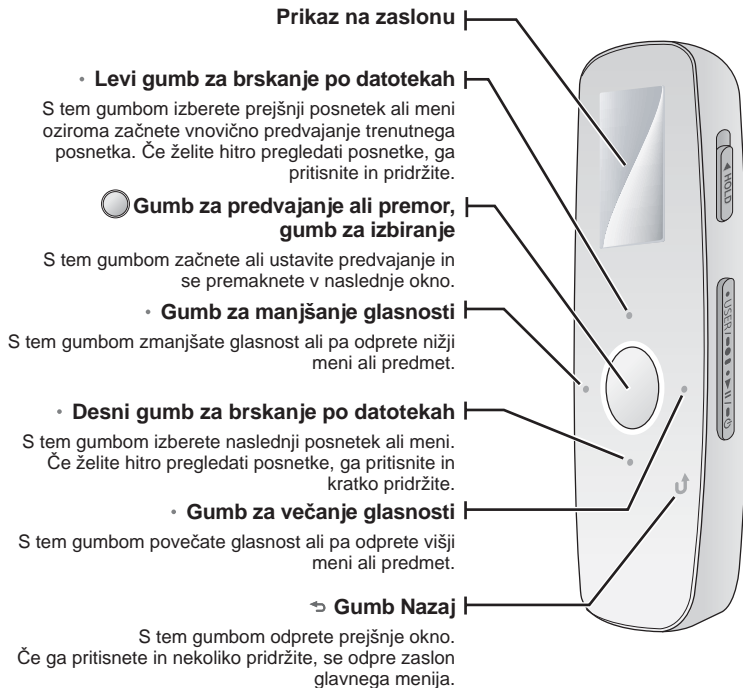 Prikaz na zaslonu
Levi gumb za brskanje po datotekah
S tem gumbom izberete prejšnji posnetek ali meni
oziroma začnete vnovično predvajanje trenutnega
posnetka. Če želite hitro pregledati posnetke, ga
pritisnite in pridržite.
Gumb za predvajanje ali premor,
gumb za izbiranje
S tem gumbom začnete ali ustavite predvajanje in
se premaknete v naslednje okno.
Gumb za manjšanje glasnosti
S tem gumbom zmanjšate glasnost ali pa odprete nižji
meni ali predmet.
Desni gumb za brskanje po datotekah
S tem gumbom izberete naslednji posnetek ali meni.
Če želite hitro pregledati posnetke, ga pritisnite in
kratko pridržite.
Gumb za večanje glasnosti
S tem gumbom povečate glasnost ali pa odprete višji
meni ali predmet.
Gumb Nazaj
S tem gumbom odprete prejšnje okno.
Če ga pritisnete in nekoliko pridržite, se odpre zaslon
glavnega menija.
◀ HOLD
USER /